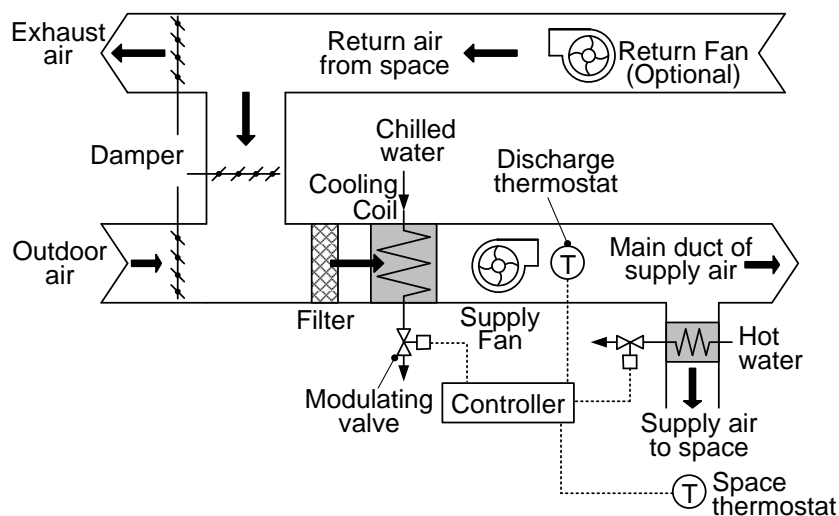 Exhaust
air
Return air
from space
Return Fan
(Optional)
Damper
Chilled
water
Cooling
Coil
Discharge
thermostat
Outdoor
air
T
Main duct of
supply air
Filter
Supply
Fan
Hot
water
Modulating
valve
Controller
Supply air
to space
T
Space
thermostat